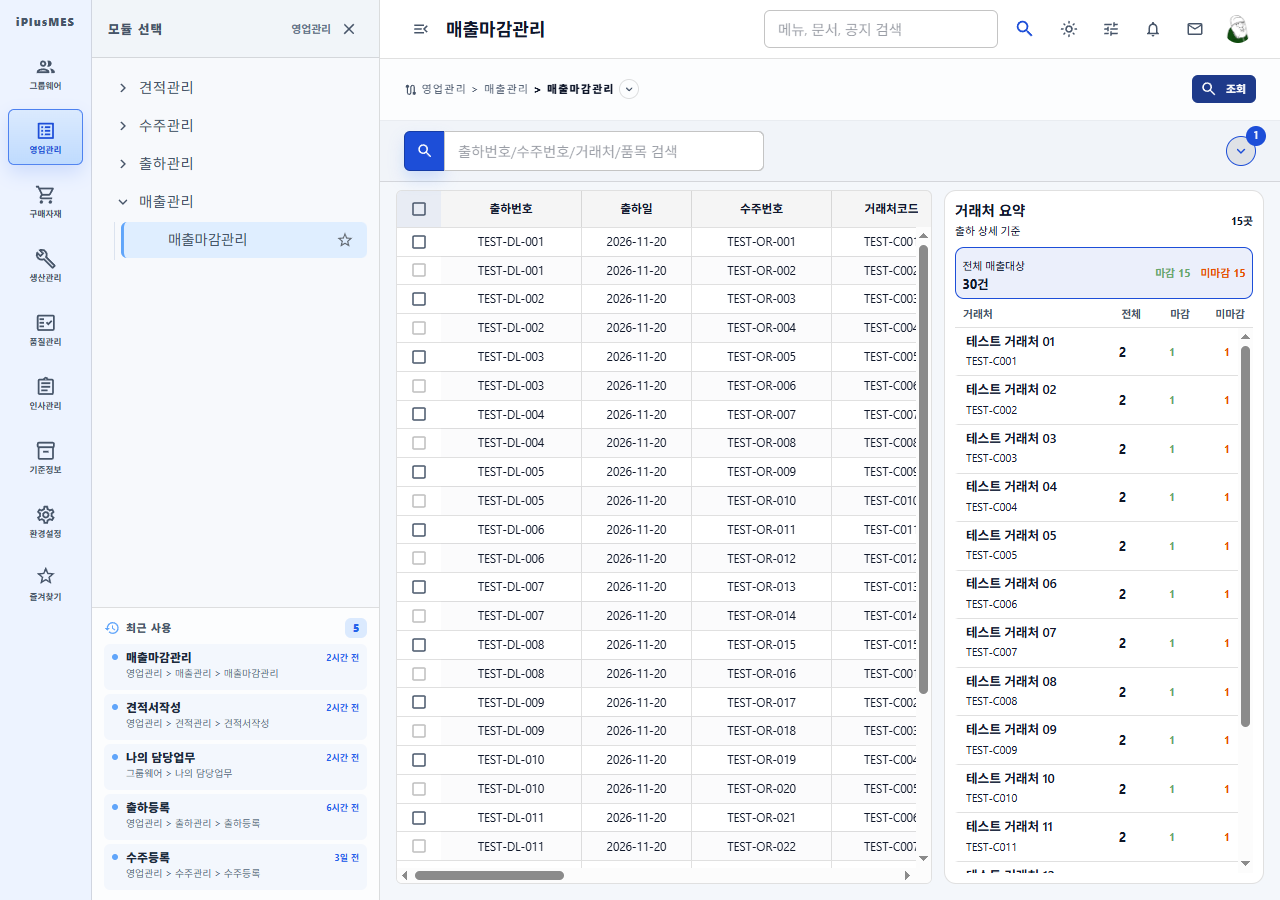 iPlusMES
그룹웨어
영업관리
구매자재
생산관리
품질관리
인사관리
기준정보
환경설정
즐겨찾기
모듈 선택
영업관리
견적관리
수주관리
출하관리
매출관리
매출마감관리
최근 사용
5
매출마감관리 2시간 전
영업관리 > 매출관리 > 매출마감관리
견적서작성 2시간 전
영업관리 > 견적관리 > 견적서작성
나의 담당업무 2시간 전
그룹웨어 > 나의 담당업무
출하등록 6시간 전
영업관리 > 출하관리 > 출하등록
수주등록 3일 전
영업관리 > 수주관리 > 수주등록
매출마감관리
메뉴, 문서, 공지 검색
영업관리 > 매출관리 > 매출마감관리
조회
출하번호/수주번호/거래처/품목 검색
1
출하번호 출하일 수주번호 거래처코드
TEST-DL-001 2026-11-20 TEST-OR-001 TEST-C001
TEST-DL-001 2026-11-20 TEST-OR-002 TEST-C002
TEST-DL-002 2026-11-20 TEST-OR-003 TEST-C003
TEST-DL-002 2026-11-20 TEST-OR-004 TEST-C004
TEST-DL-003 2026-11-20 TEST-OR-005 TEST-C005
TEST-DL-003 2026-11-20 TEST-OR-006 TEST-C006
TEST-DL-004 2026-11-20 TEST-OR-007 TEST-C007
TEST-DL-004 2026-11-20 TEST-OR-008 TEST-C008
TEST-DL-005 2026-11-20 TEST-OR-009 TEST-C009
TEST-DL-005 2026-11-20 TEST-OR-010 TEST-C010
TEST-DL-006 2026-11-20 TEST-OR-011 TEST-C011
TEST-DL-006 2026-11-20 TEST-OR-012 TEST-C012
TEST-DL-007 2026-11-20 TEST-OR-013 TEST-C013
TEST-DL-007 2026-11-20 TEST-OR-014 TEST-C014
TEST-DL-008 2026-11-20 TEST-OR-015 TEST-C015
TEST-DL-008 2026-11-20 TEST-OR-016 TEST-C001
TEST-DL-009 2026-11-20 TEST-OR-017 TEST-C002
TEST-DL-009 2026-11-20 TEST-OR-018 TEST-C003
TEST-DL-010 2026-11-20 TEST-OR-019 TEST-C004
TEST-DL-010 2026-11-20 TEST-OR-020 TEST-C005
TEST-DL-011 2026-11-20 TEST-OR-021 TEST-C006
TEST-DL-011 2026-11-20 TEST-OR-022 TEST-C007
거래처 요약
출하 상세 기준
15곳
전체 매출대상
30건
마감 15 미마감 15
거래처 전체 마감 미마감
테스트 거래처 01
TEST-C001
2 1 1
테스트 거래처 02
TEST-C002
2 1 1
테스트 거래처 03
TEST-C003
2 1 1
테스트 거래처 04
TEST-C004
2 1 1
테스트 거래처 05
TEST-C005
2 1 1
테스트 거래처 06
TEST-C006
2 1 1
테스트 거래처 07
TEST-C007
2 1 1
테스트 거래처 08
TEST-C008
2 1 1
테스트 거래처 09
TEST-C009
2 1 1
테스트 거래처 10
TEST-C010
2 1 1
테스트 거래처 11
TEST-C011
2 1 1